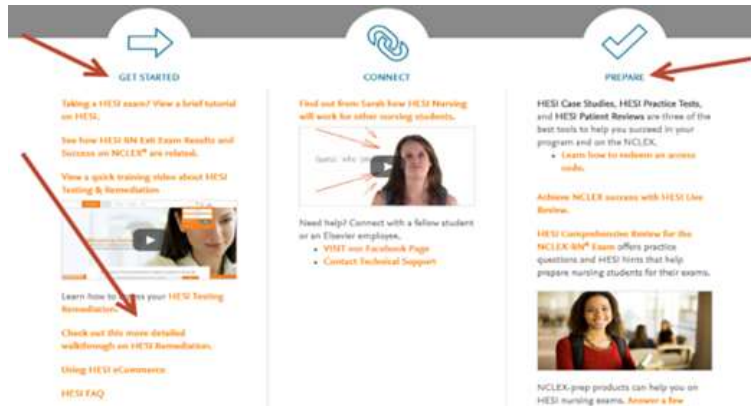 GET STARTED
Taking a HESI exam? View a brief tutorial
on HESI.
See how HESI RN Exit Exam Results and
Success on NCLEX® are related.
View a quick training video about HESI
Testing & Remediation
Learn how to your HESI Testing
Remediation.
Check out this more detailed
walkthrough on HESI Remediation.
Using HESI eCommerce
HESI FAQ
CONNECT
Find out from Sarah how HESI Nursing
will work for other nursing students.
Need help? Connect with a fellow student
or an Elsevier employee,
• VISIT our Facebook Page
• Contact Technical Support
PREPARE
HESI Case Studies, HESI Practice Tests,
and HESI Patient Reviews are three of the
best tools to help you succeed in your
program and on the NCLEX.
• Learn how to redeem an access
code.
Achieve NCLEX success with HESI Live
Review.
HESI Comprehensive Review for the
NCLEX-RN® Exam offers practice
questions and HESI hints that help
prepare nursing students for their exams.
NCLEX-prep products can help you on
HESI nursing exams. Answer a few